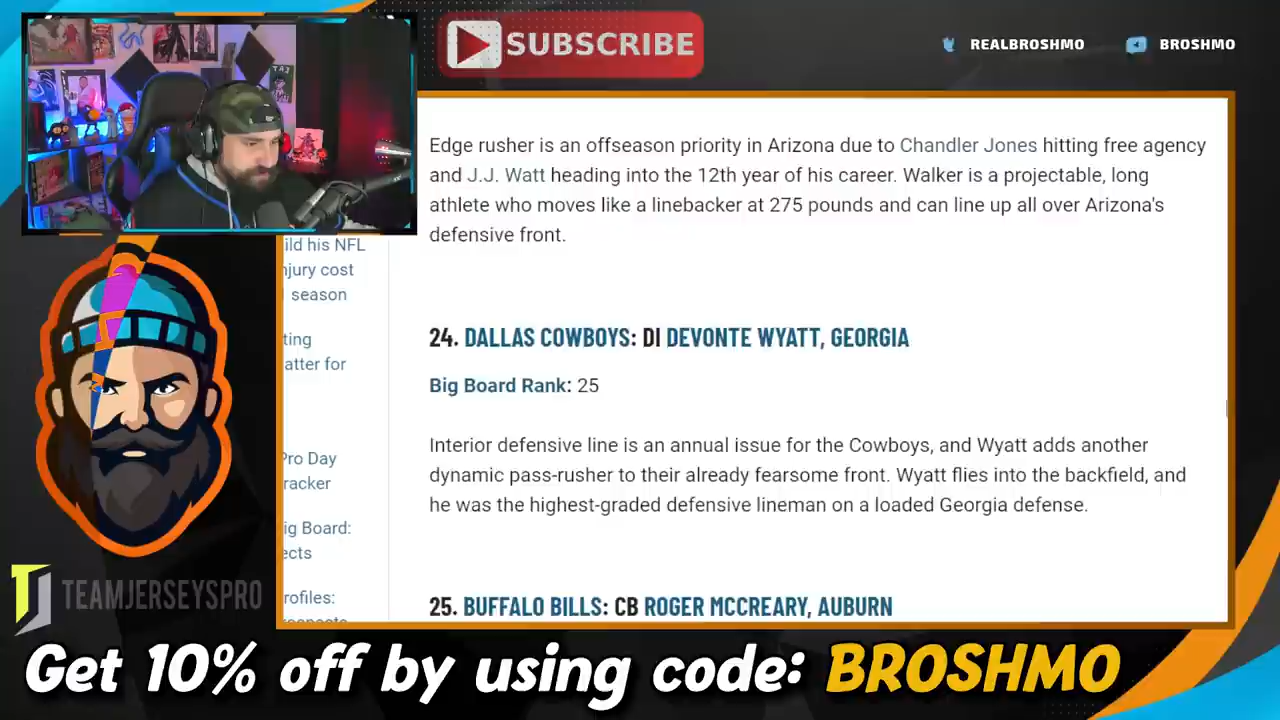 SUBSCRIBE
REALBROSHMO
BROSHMO
Edge rusher is an offseason priority in Arizona due to Chandler Jones hitting free agency
and J.J. Watt heading into the 12th year of his career. Walker is a projectable, long
athlete who moves like a linebacker at 275 pounds and can line up all over Arizona's
defensive front.
ild his NFL
njury cost
season
ting
atter for
Pro Day
racker
ig Board:
ects
rofiles:
24. DALLAS COWBOYS: DI DEVONTE WYATT, GEORGIA
Big Board Rank: 25
Interior defensive line is an annual issue for the Cowboys, and Wyatt adds another
dynamic pass-rusher to their already fearsome front. Wyatt flies into the backfield, and
he was the highest-graded defensive lineman on a loaded Georgia defense.
25. BUFFALO BILLS: CB ROGER MCCREARY, AUBURN
TJ TEAMJERSEYSPRO
Get 10% off by using code: BROSHMO